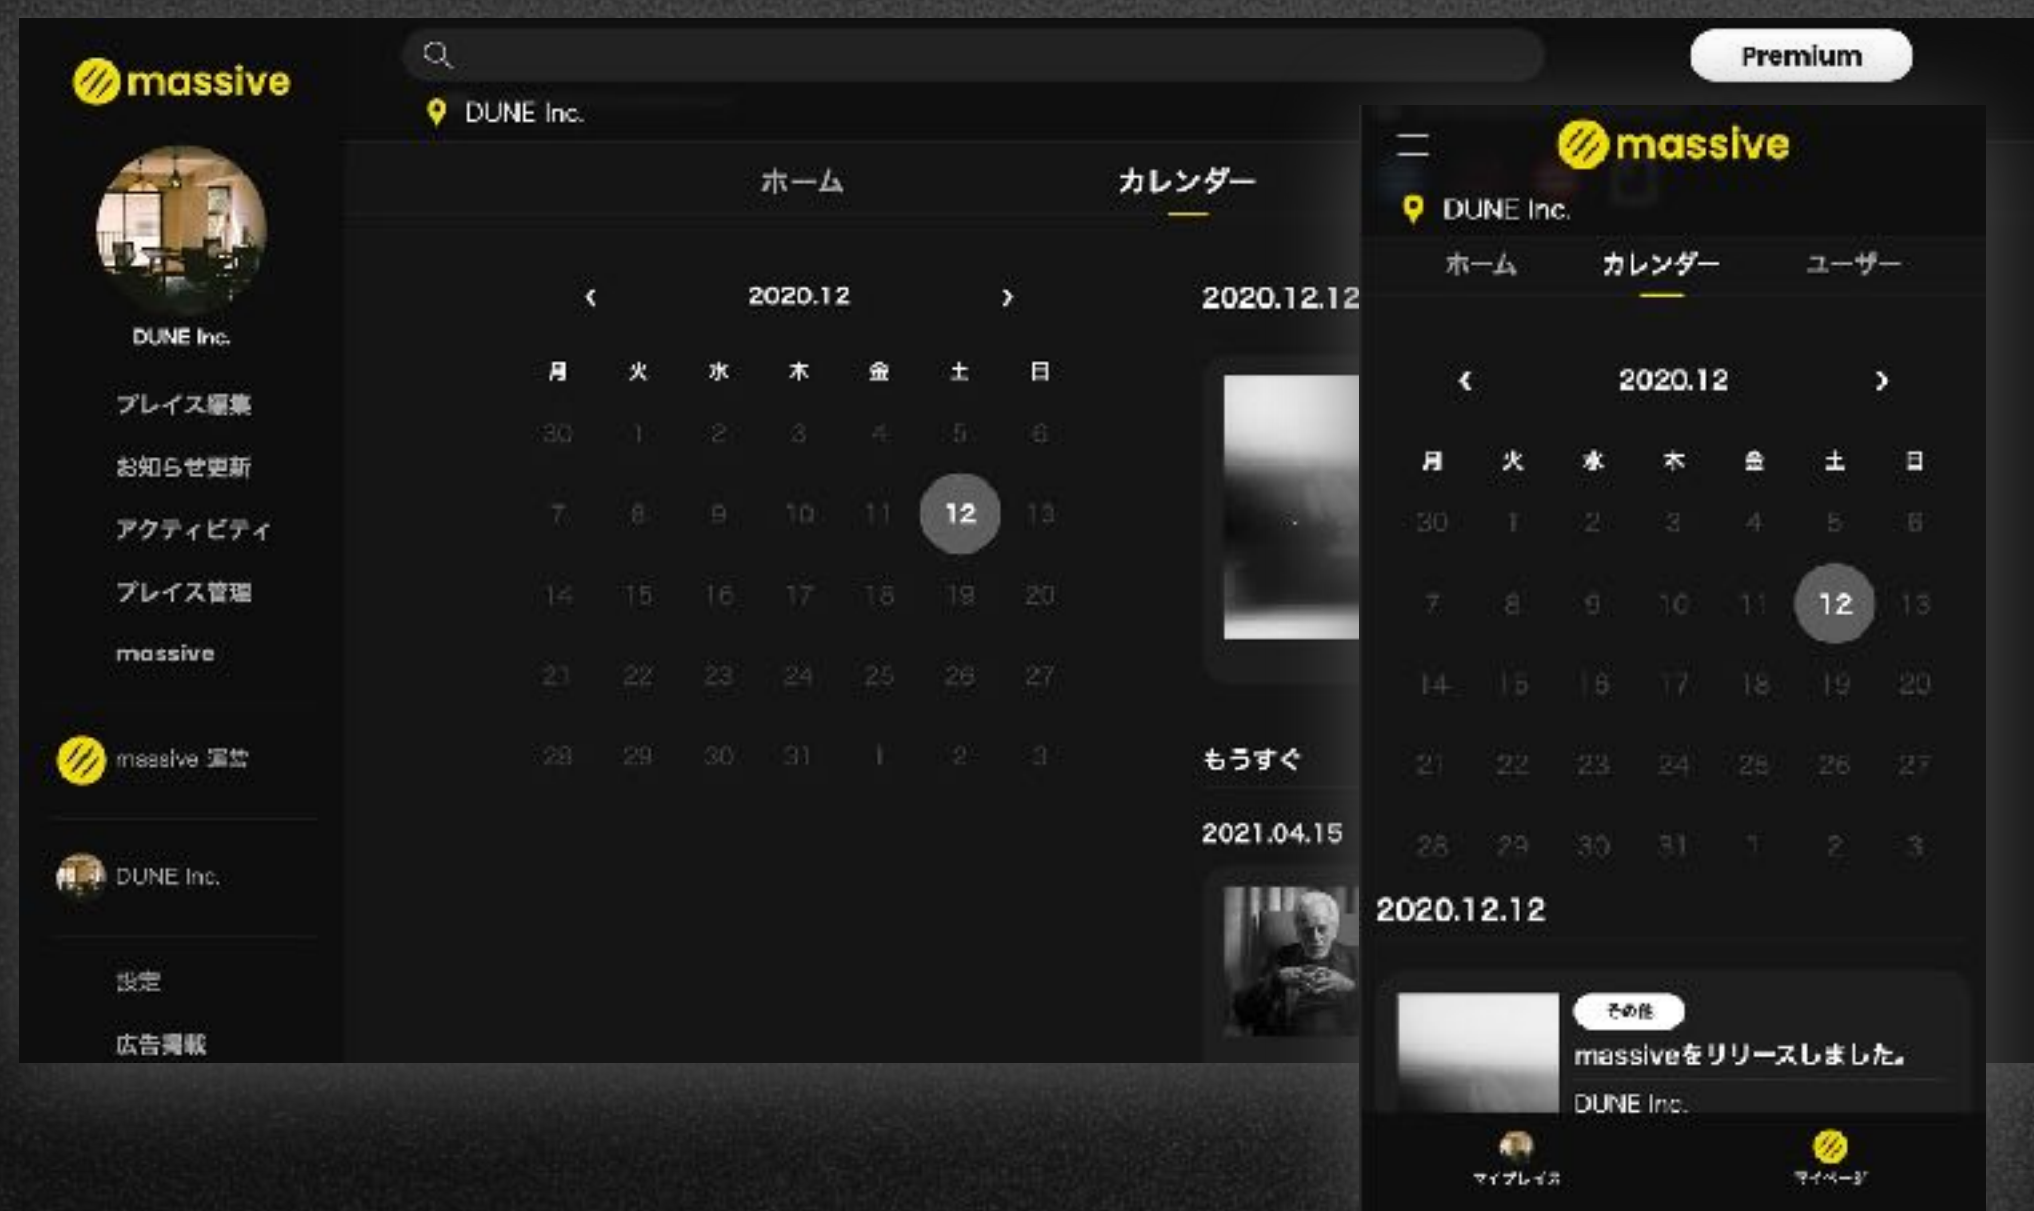 massive
Premium
DUNE Inc.
ホーム
カレンダー
DUNE Inc.
プレイス編集
お知らせ更新
アクティビティ
プレイス管理
massive
massive 運営
DUNE Inc.
設定
広告掲載
2020.12
月 火 水 木 金 土 日
30 1 2 3 4 5 6
7 8 9 10 11 12 13
14 15 16 17 18 19 20
21 22 23 24 25 26 27
28 29 30 31 1 2 3
2020.12.12
もうすぐ
2021.04.15
massive
DUNE Inc.
ホーム カレンダー ユーザー
2020.12
月 火 水 木 金 土 日
30 1 2 3 4 5 6
7 8 9 10 11 12 13
14 15 16 17 18 19 20
21 22 23 24 25 26 27
28 29 30 31 1 2 3
2020.12.12
その他
massiveをリリースしました。
DUNE Inc.
マイプレイス
マイページ